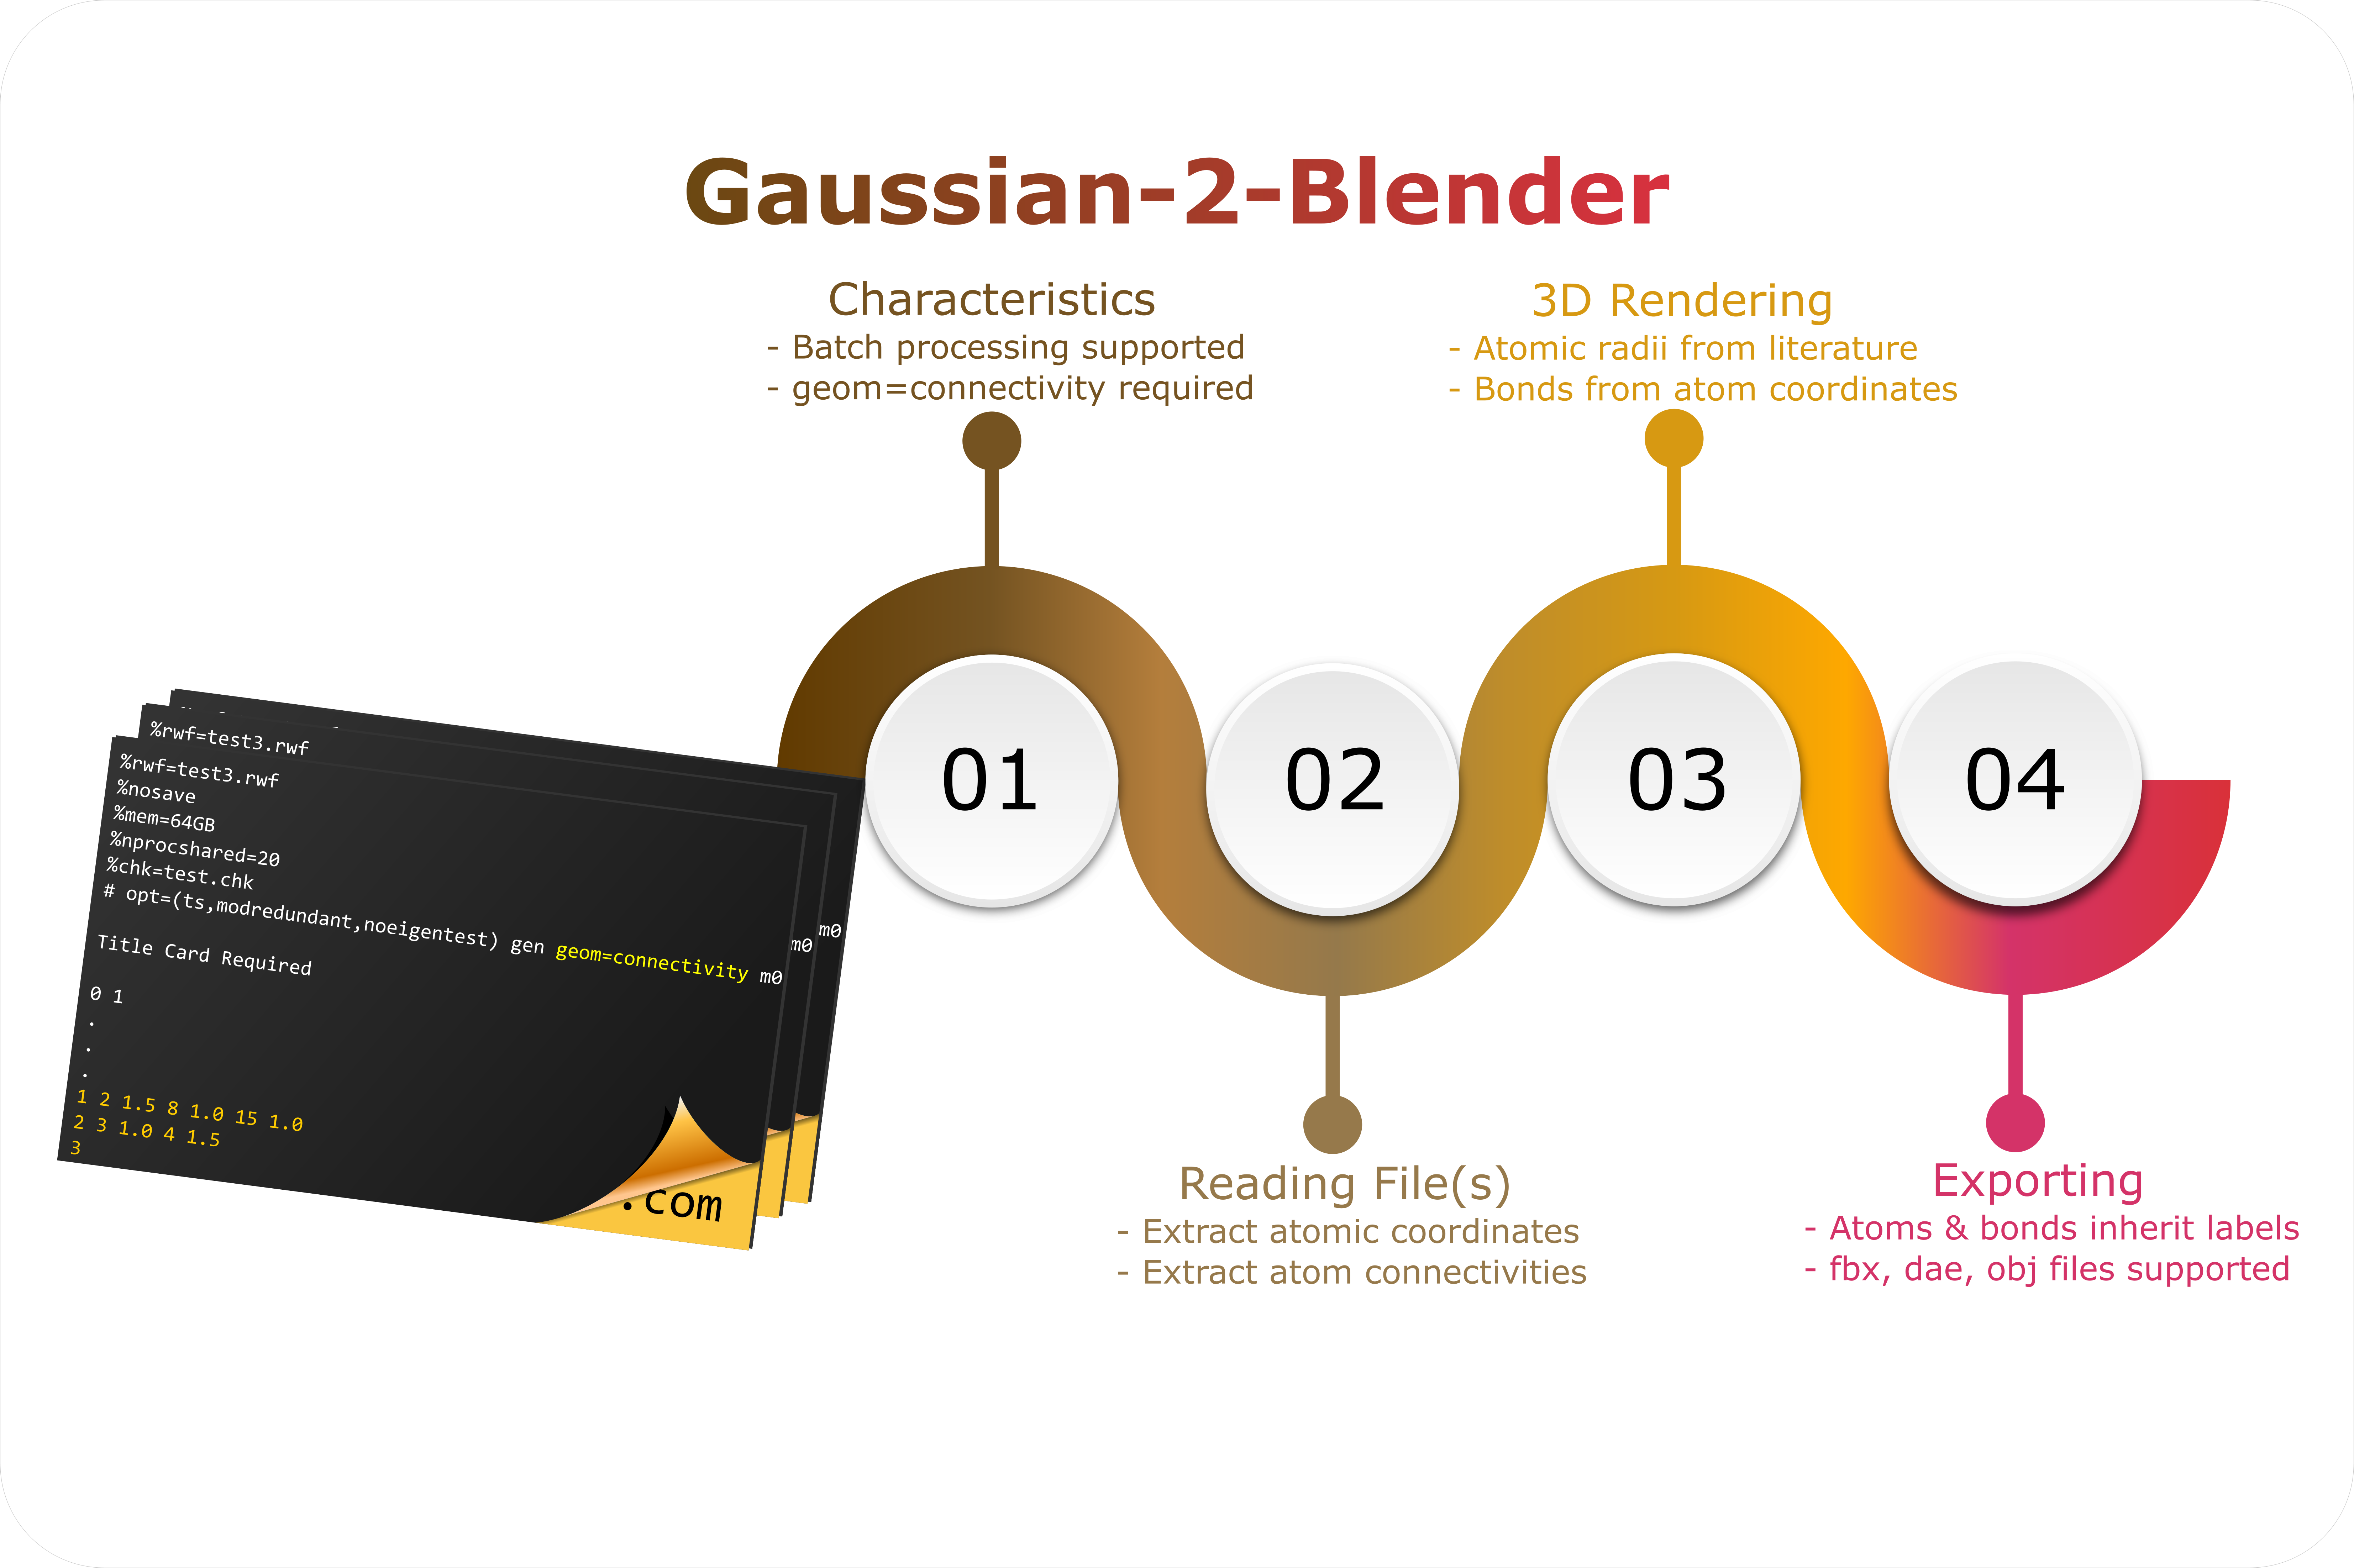 Gaussian-2-Blender
Characteristics
- Batch processing supported
- geom=connectivity required
3D Rendering
- Atomic radii from literature
- Bonds from atom coordinates
%rwf=test3.rwf
%rwf=test3.rwf
%nosave
%mem=64GB
%nprocshared=20
%chk=test.chk
# opt=(ts,modredundant,noeigentest) gen geom=connectivity m0
m0
m0
Title Card Required
0 1
.
.
.
1 2 1.5 8 1.0 15 1.0
2 3 1.0 4 1.5
3
.com
01
02
03
04
Reading File(s)
- Extract atomic coordinates
- Extract atom connectivities
Exporting
- Atoms & bonds inherit labels
- fbx, dae, obj files supported